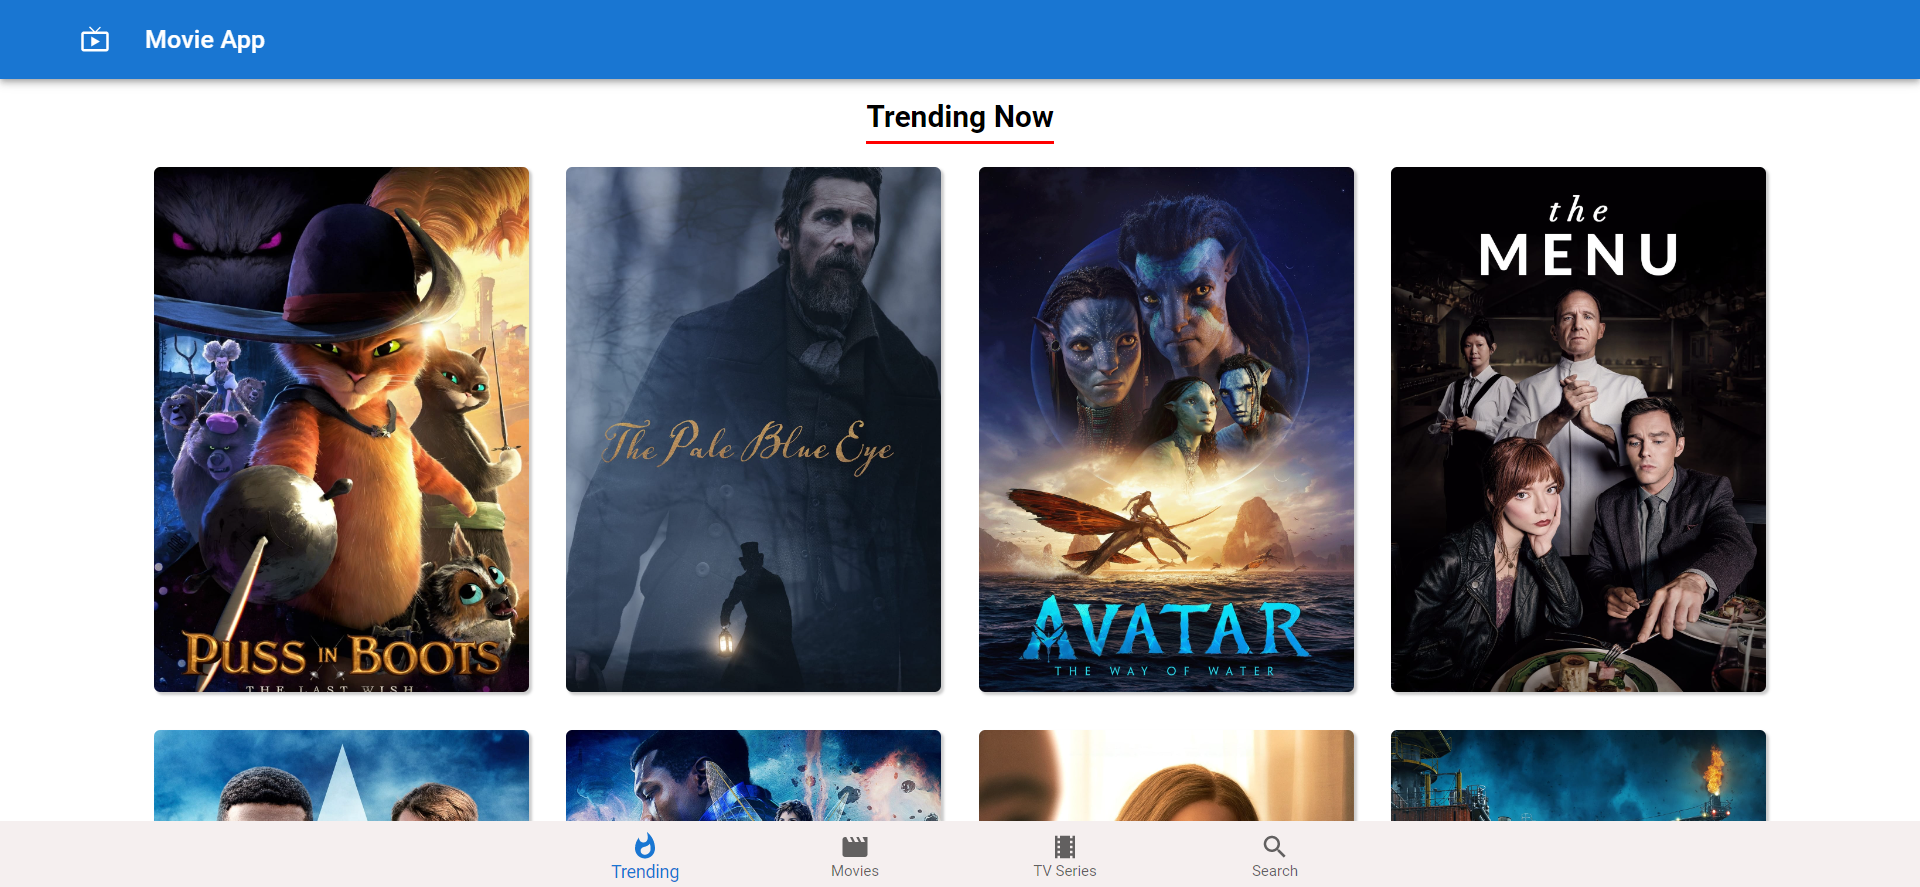 Movie App
Trending Now
PUSS IN BOOTS
THE LAST WISH
The Pale Blue Eye
AVATAR
THE WAY OF WATER
the
MENU
Trending
Movies
TV Series
Search